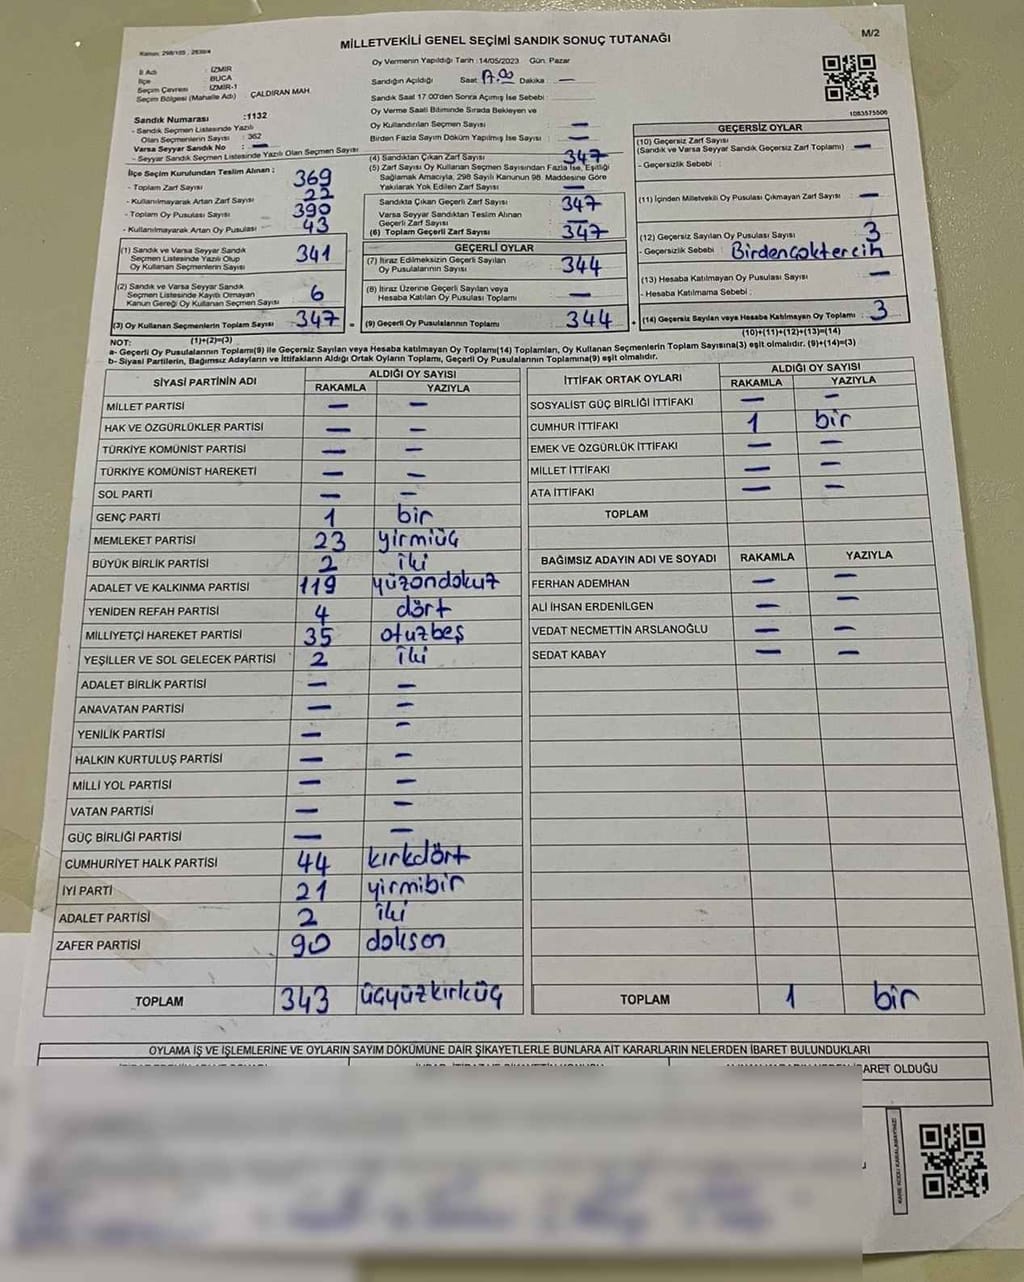 MİLLETVEKİLİ GENEL SEÇİMİ SANDIK SONUÇ TUTANAĞI
M/2
Kanun: 298/105 , 2839/4
İl Adı : İZMİR
İlçe : BUCA
Seçim Çevresi : İZMİR-1
Seçim Bölgesi (Mahalle Adı) ÇALDIRAN MAH.
Oy Vermenin Yapıldığı Tarih :14/05/2023 Gün: Pazar
Sandığın Açıldığı Saat 17.00 Dakika : —
Sandık Saat 17.00'den Sonra Açılmış İse Sebebi :
Oy Verme Saati Bitiminde Sırada Bekleyen ve
Oy Kullandırılan Seçmen Sayısı : —
Birden Fazla Sayım Döküm Yapılmış İse Sayısı : —
1083575506
Sandık Numarası :1132
- Sandık Seçmen Listesinde Yazılı
Olan Seçmenlerin Sayısı : 362
Varsa Seyyar Sandık No : —
- Seyyar Sandık Seçmen Listesinde Yazılı Olan Seçmen Sayısı :
İlçe Seçim Kurulundan Teslim Alınan :
- Toplam Zarf Sayısı 369
- Kullanılmayarak Artan Zarf Sayısı 22
- Toplam Oy Pusulası Sayısı 390
- Kullanılmayarak Artan Oy Pusulası : 43
(1) Sandık ve Varsa Seyyar Sandık
Seçmen Listesinde Yazılı Olup
Oy Kullanan Seçmenlerin Sayısı 341
(2) Sandık ve Varsa Seyyar Sandık
Seçmen Listesinde Kayıtlı Olmayan
Kanun Gereği Oy Kullanan Seçmen Sayısı 6
(3) Oy Kullanan Seçmenlerin Toplam Sayısı 347
(4) Sandıktan Çıkan Zarf Sayısı 347
(5) Zarf Sayısı Oy Kullanan Seçmen Sayısından Fazla İse, Eşitliği
Sağlamak Amacıyla, 298 Sayılı Kanunun 98. Maddesine Göre
Yakılarak Yok Edilen Zarf Sayısı —
Sandıkta Çıkan Geçerli Zarf Sayısı : 347
Varsa Seyyar Sandıktan Teslim Alınan
Geçerli Zarf Sayısı : —
(6) Toplam Geçerli Zarf Sayısı : 347
GEÇERLİ OYLAR
(7) İtiraz Edilmeksizin Geçerli Sayılan
Oy Pusulalarının Sayısı : 344
(8) İtiraz Üzerine Geçerli Sayılan veya
Hesaba Katılan Oy Pusulası Toplamı : —
= (9) Geçerli Oy Pusulalarının Toplamı 344
GEÇERSİZ OYLAR
(10) Geçersiz Zarf Sayısı
(Sandık ve Varsa Seyyar Sandık Geçersiz Zarf Toplamı) : —
- Geçersizlik Sebebi :
(11) İçinden Milletvekili Oy Pusulası Çıkmayan Zarf Sayısı : —
(12) Geçersiz Sayılan Oy Pusulası Sayısı : 3
- Geçersizlik Sebebi : Birdençoktercih
(13) Hesaba Katılmayan Oy Pusulası Sayısı : —
- Hesaba Katılmama Sebebi :
+ (14) Geçersiz Sayılan veya Hesaba Katılmayan Oy Toplamı : 3
NOT: (1)+(2)=(3)
(10)+(11)+(12)+(13)=(14)
a- Geçerli Oy Pusulalarının Toplamı(9) ile Geçersiz Sayılan veya Hesaba katılmayan Oy Toplamı(14) Toplamları, Oy Kullanan Seçmenlerin Toplam Sayısına(3) eşit olmalıdır. (9)+(14)=(3)
b- Siyasi Partilerin, Bağımsız Adayların ve İttifakların Aldığı Ortak Oyların Toplamı, Geçerli Oy Pusulalarının Toplamına(9) eşit olmalıdır.
SİYASİ PARTİNİN ADI ALDIĞI OY SAYISI
RAKAMLA YAZIYLA
MİLLET PARTİSİ — —
HAK VE ÖZGÜRLÜKLER PARTİSİ — —
TÜRKİYE KOMÜNİST PARTİSİ — —
TÜRKİYE KOMÜNİST HAREKETİ — —
SOL PARTİ — —
GENÇ PARTİ 1 bir
MEMLEKET PARTİSİ 23 yirmiüç
BÜYÜK BİRLİK PARTİSİ 2 iki
ADALET VE KALKINMA PARTİSİ 119 yüzondokuz
YENİDEN REFAH PARTİSİ 4 dört
MİLLİYETÇİ HAREKET PARTİSİ 35 otuzbeş
YEŞİLLER VE SOL GELECEK PARTİSİ 2 iki
ADALET BİRLİK PARTİSİ — —
ANAVATAN PARTİSİ — —
YENİLİK PARTİSİ — —
HALKIN KURTULUŞ PARTİSİ — —
MİLLİ YOL PARTİSİ — —
VATAN PARTİSİ — —
GÜÇ BİRLİĞİ PARTİSİ — —
CUMHURİYET HALK PARTİSİ 44 kırkdört
İYİ PARTİ 21 yirmibir
ADALET PARTİSİ 2 iki
ZAFER PARTİSİ 90 doksan
TOPLAM 343 üçyüzkırküç
İTTİFAK ORTAK OYLARI ALDIĞI OY SAYISI
RAKAMLA YAZIYLA
SOSYALİST GÜÇ BİRLİĞİ İTTİFAKI — —
CUMHUR İTTİFAKI 1 bir
EMEK VE ÖZGÜRLÜK İTTİFAKI — —
MİLLET İTTİFAKI — —
ATA İTTİFAKI — —
TOPLAM
BAĞIMSIZ ADAYIN ADI VE SOYADI RAKAMLA YAZIYLA
FERHAN ADEMHAN — —
ALİ İHSAN ERDENİLGEN — —
VEDAT NECMETTİN ARSLANOĞLU — —
SEDAT KABAY — —
TOPLAM 1 bir
OYLAMA İŞ VE İŞLEMLERİNE VE OYLARIN SAYIM DÖKÜMÜNE DAİR ŞİKAYETLERLE BUNLARA AİT KARARLARIN NELERDEN İBARET BULUNDUKLARI
İBARET OLDUĞU